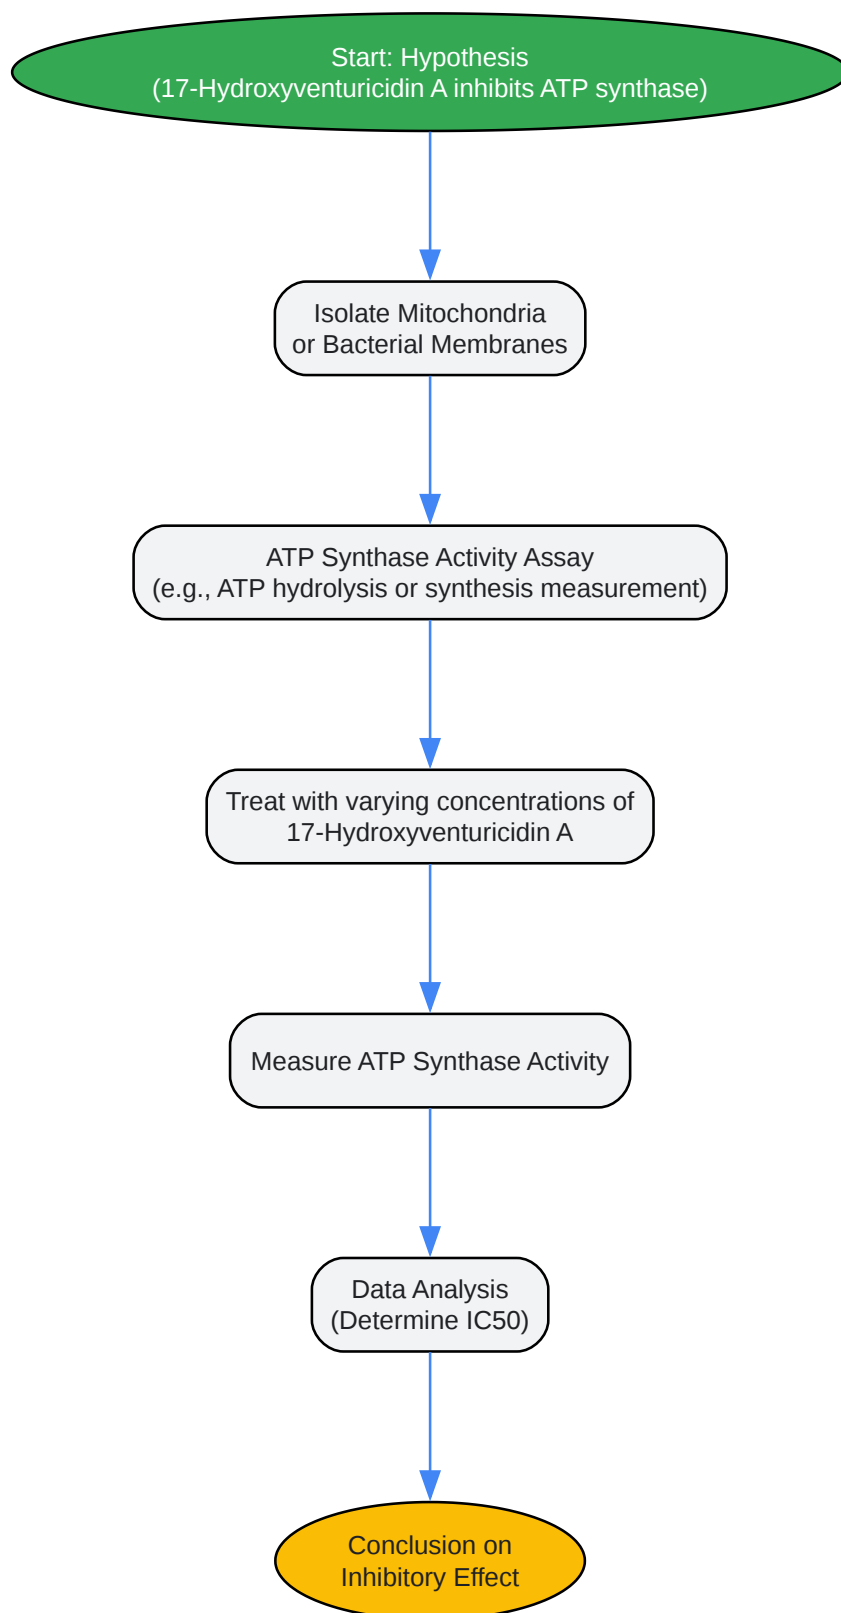 Start: Hypothesis
(17-Hydroxyventuricidin A inhibits ATP synthase)
Isolate Mitochondria
or Bacterial Membranes
ATP Synthase Activity Assay
(e.g., ATP hydrolysis or synthesis measurement)
Treat with varying concentrations of
17-Hydroxyventuricidin A
Measure ATP Synthase Activity
Data Analysis
(Determine IC50)
Conclusion on
Inhibitory Effect